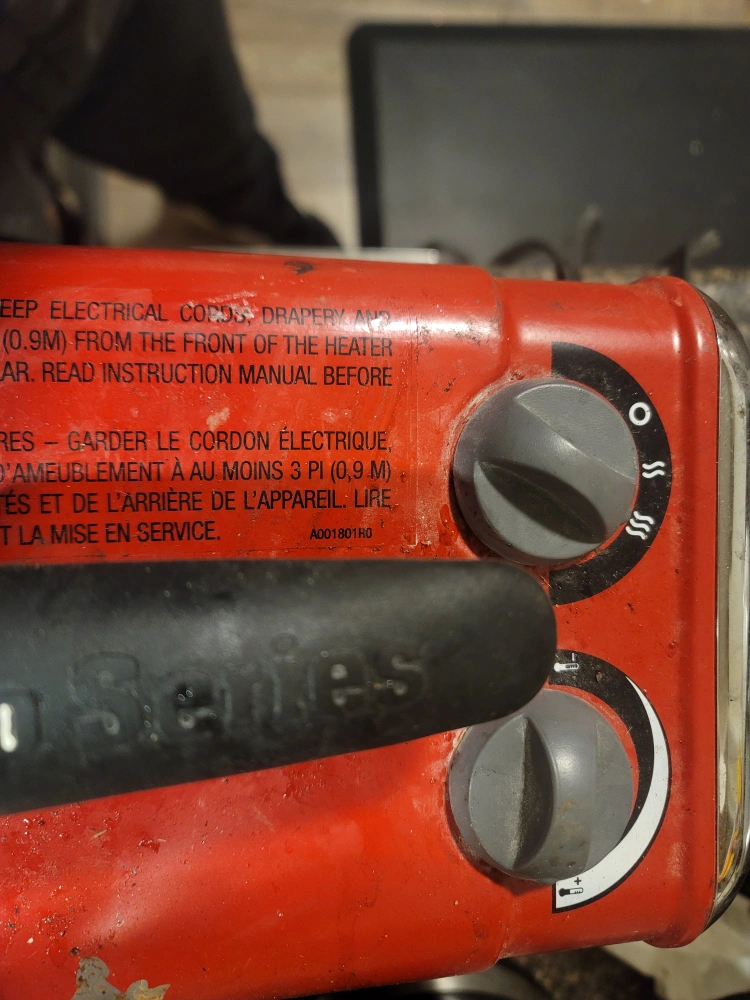 EEP ELECTRICAL CORDS, DRAPERY AND
(0.9M) FROM THE FRONT OF THE HEATER
AR. READ INSTRUCTION MANUAL BEFORE
RES – GARDER LE CORDON ÉLECTRIQUE,
D'AMEUBLEMENT À AU MOINS 3 PI (0,9 M)
TÉS ET DE L'ARRIÈRE DE L'APPAREIL. LIRE
T LA MISE EN SERVICE.
A001801R0
Series